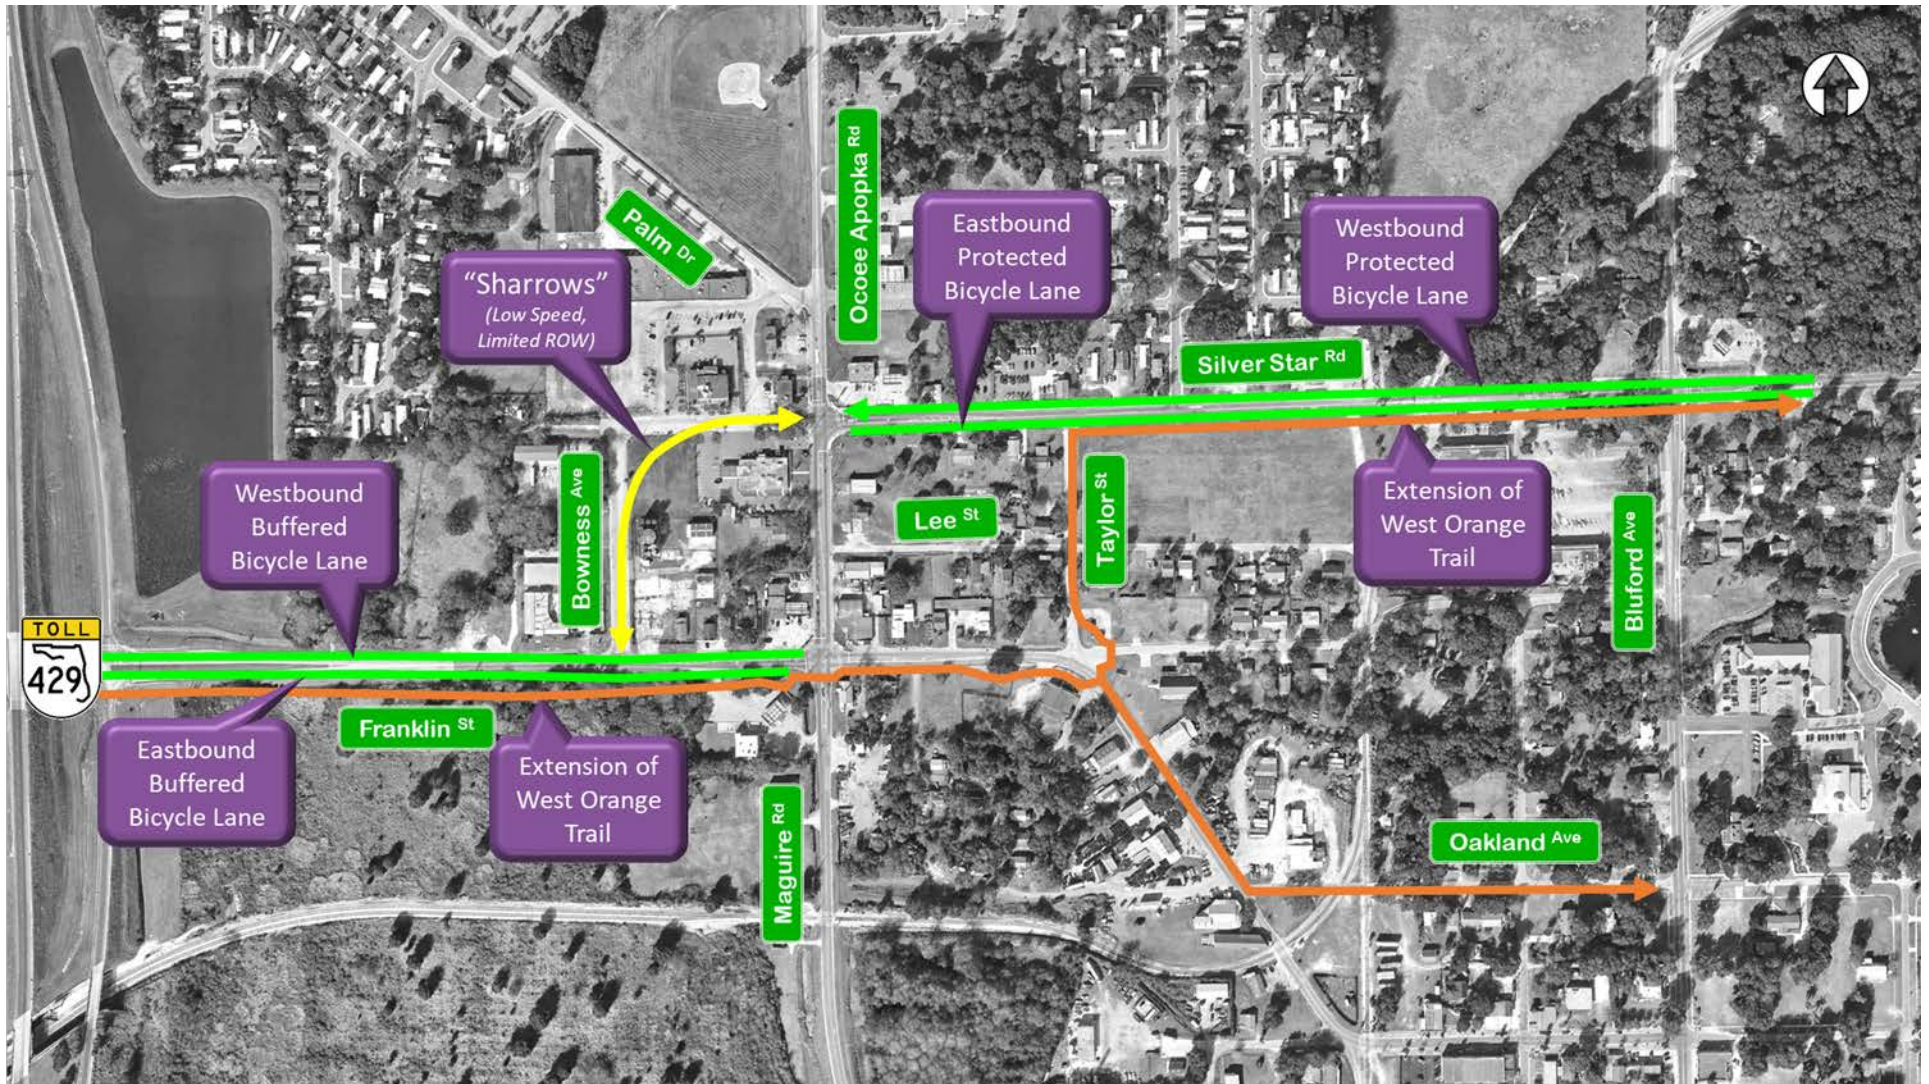 Ocoee Apopka Rd
Palm Dr
"Sharrows"
(Low Speed,
Limited ROW)
Eastbound
Protected
Bicycle Lane
Westbound
Protected
Bicycle Lane
Silver Star Rd
Westbound
Buffered
Bicycle Lane
Bowness Ave
Lee St
Taylor St
Extension of
West Orange
Trail
Bluford Ave
TOLL
429
Franklin St
Eastbound
Buffered
Bicycle Lane
Extension of
West Orange
Trail
Maguire Rd
Oakland Ave